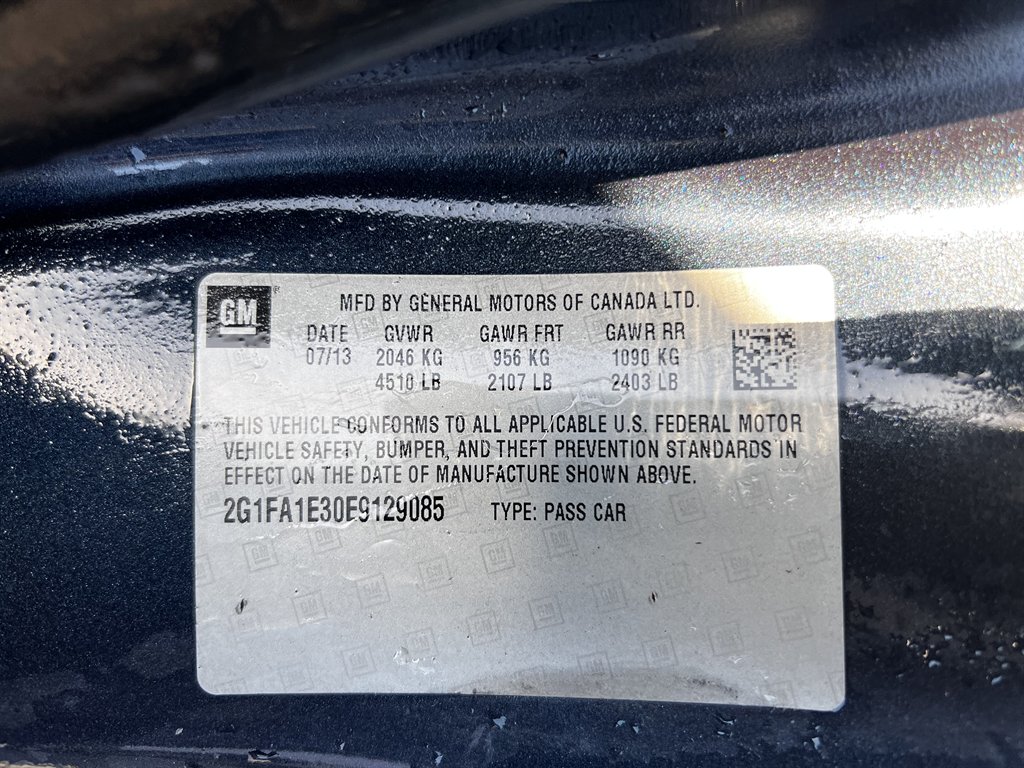 GM
MFD BY GENERAL MOTORS OF CANADA LTD.
DATE GVWR GAWR FRT GAWR RR
07/13 2046 KG 956 KG 1090 KG
4510 LB 2107 LB 2403 LB
THIS VEHICLE CONFORMS TO ALL APPLICABLE U.S. FEDERAL MOTOR
VEHICLE SAFETY, BUMPER, AND THEFT PREVENTION STANDARDS IN
EFFECT ON THE DATE OF MANUFACTURE SHOWN ABOVE.
2G1FA1E30E9129085 TYPE: PASS CAR